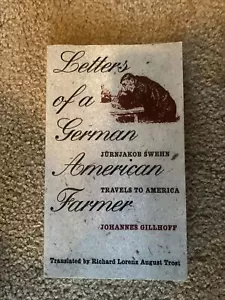 Letters
of a
German
JÜRNJAKOB SWEHN
American
TRAVELS TO AMERICA
Farmer
JOHANNES GILLHOFF
Translated by Richard Lorenz August Trost